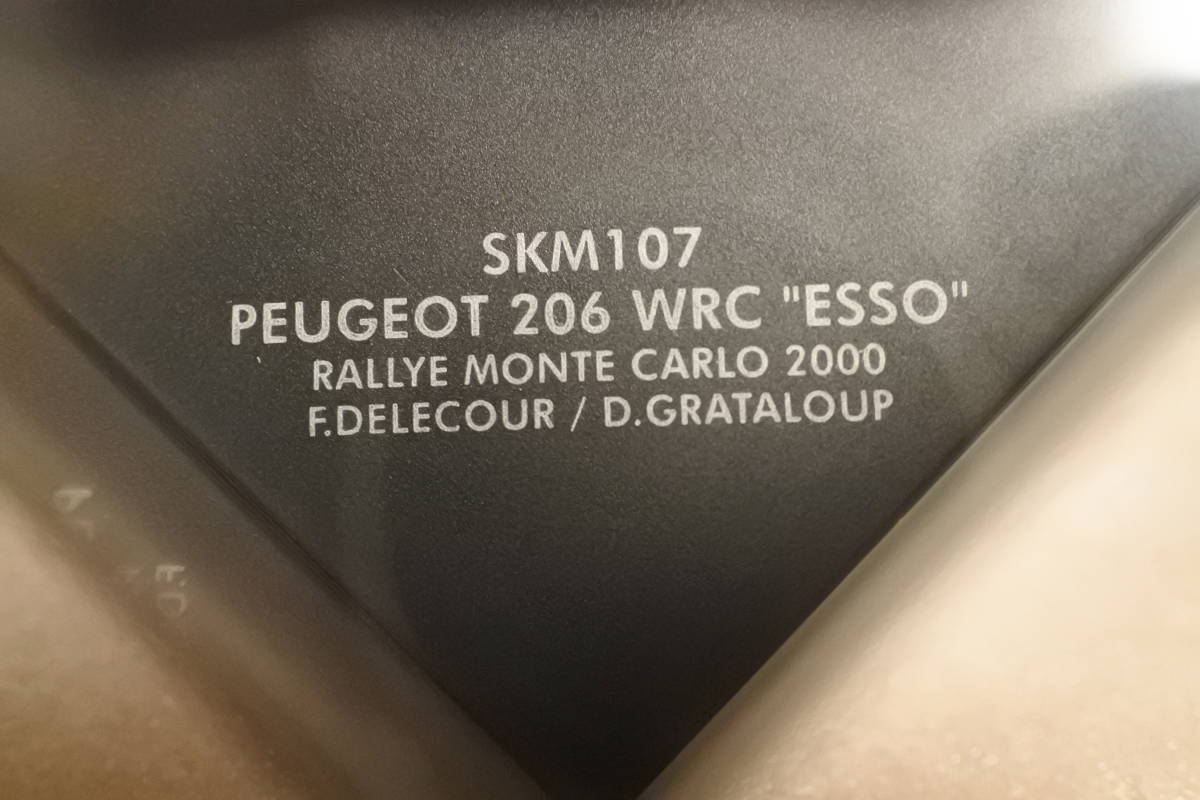 SKM107
PEUGEOT 206 WRC "ESSO"
RALLYE MONTE CARLO 2000
F.DELECOUR / D.GRATALOUP